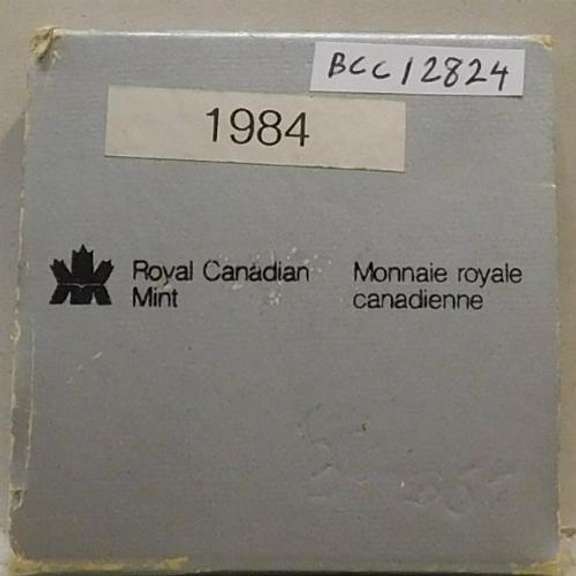 BCC12824
1984
Royal Canadian
Mint
Monnaie royale
canadienne